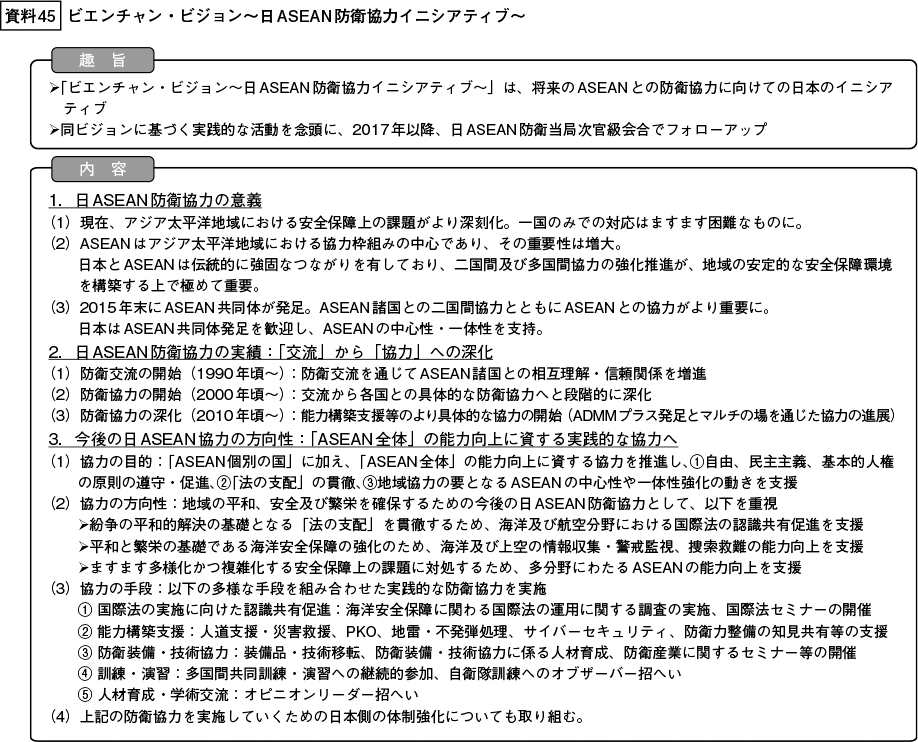 資料45 ビエンチャン・ビジョン～日ASEAN防衛協力イニシアティブ～
趣 旨
➢「ビエンチャン・ビジョン～日ASEAN防衛協力イニシアティブ～」は、将来のASEANとの防衛協力に向けての日本のイニシア
ティブ
➢同ビジョンに基づく実践的な活動を念頭に、2017年以降、日ASEAN防衛当局次官級会合でフォローアップ
内 容
1．日ASEAN防衛協力の意義
（1）現在、アジア太平洋地域における安全保障上の課題がより深刻化。一国のみでの対応はますます困難なものに。
（2）ASEANはアジア太平洋地域における協力枠組みの中心であり、その重要性は増大。
日本とASEANは伝統的に強固なつながりを有しており、二国間及び多国間協力の強化推進が、地域の安定的な安全保障環境
を構築する上で極めて重要。
（3）2015年末にASEAN共同体が発足。ASEAN諸国との二国間協力とともにASEANとの協力がより重要に。
日本はASEAN共同体発足を歓迎し、ASEANの中心性・一体性を支持。
2．日ASEAN防衛協力の実績：「交流」から「協力」への深化
（1）防衛交流の開始（1990年頃～）：防衛交流を通じてASEAN諸国との相互理解・信頼関係を増進
（2）防衛協力の開始（2000年頃～）：交流から各国との具体的な防衛協力へと段階的に深化
（3）防衛協力の深化（2010年頃～）：能力構築支援等のより具体的な協力の開始（ADMMプラス発足とマルチの場を通じた協力の進展）
3．今後の日ASEAN協力の方向性：「ASEAN全体」の能力向上に資する実践的な協力へ
（1）協力の目的：「ASEAN個別の国」に加え、「ASEAN全体」の能力向上に資する協力を推進し、①自由、民主主義、基本的人権
の原則の遵守・促進、②「法の支配」の貫徹、③地域協力の要となるASEANの中心性や一体性強化の動きを支援
（2）協力の方向性：地域の平和、安全及び繁栄を確保するための今後の日ASEAN防衛協力として、以下を重視
➢紛争の平和的解決の基礎となる「法の支配」を貫徹するため、海洋及び航空分野における国際法の認識共有促進を支援
➢平和と繁栄の基礎である海洋安全保障の強化のため、海洋及び上空の情報収集・警戒監視、捜索救難の能力向上を支援
➢ますます多様化かつ複雑化する安全保障上の課題に対処するため、多分野にわたるASEANの能力向上を支援
（3）協力の手段：以下の多様な手段を組み合わせた実践的な防衛協力を実施
① 国際法の実施に向けた認識共有促進：海洋安全保障に関わる国際法の運用に関する調査の実施、国際法セミナーの開催
② 能力構築支援：人道支援・災害救援、PKO、地雷・不発弾処理、サイバーセキュリティ、防衛力整備の知見共有等の支援
③ 防衛装備・技術協力：装備品・技術移転、防衛装備・技術協力に係る人材育成、防衛産業に関するセミナー等の開催
④ 訓練・演習：多国間共同訓練・演習への継続的参加、自衛隊訓練へのオブザーバー招へい
⑤ 人材育成・学術交流：オピニオンリーダー招へい
（4）上記の防衛協力を実施していくための日本側の体制強化についても取り組む。